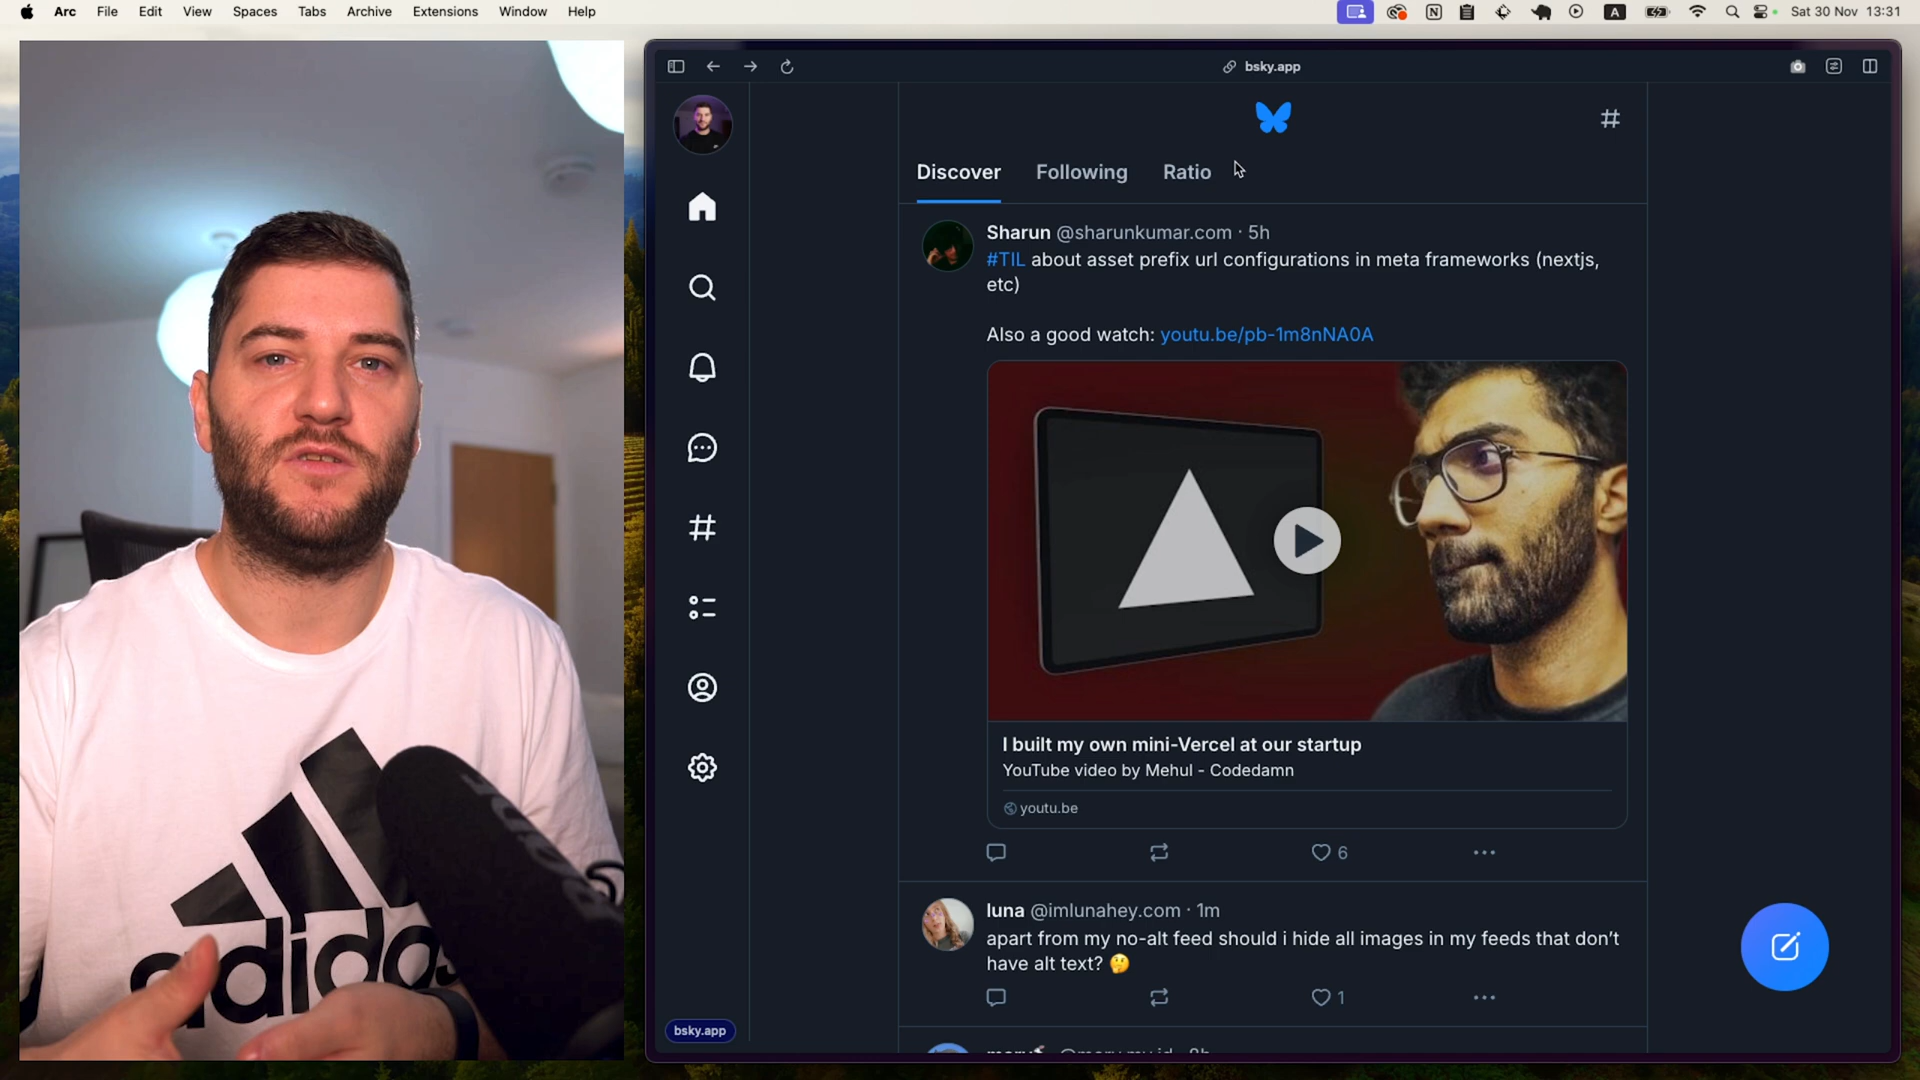 Arc File Edit View Spaces Tabs Archive Extensions Window Help
A
Sat 30 Nov 13:31
bsky.app
Discover Following Ratio
Sharun @sharunkumar.com · 5h
#TIL about asset prefix url configurations in meta frameworks (nextjs,
etc)
Also a good watch: youtu.be/pb-1m8nNA0A
I built my own mini-Vercel at our startup
YouTube video by Mehul - Codedamn
youtu.be
6
luna @imlunahey.com · 1m
apart from my no-alt feed should i hide all images in my feeds that don’t
have alt text? 🤔
1
bsky.app
adidas